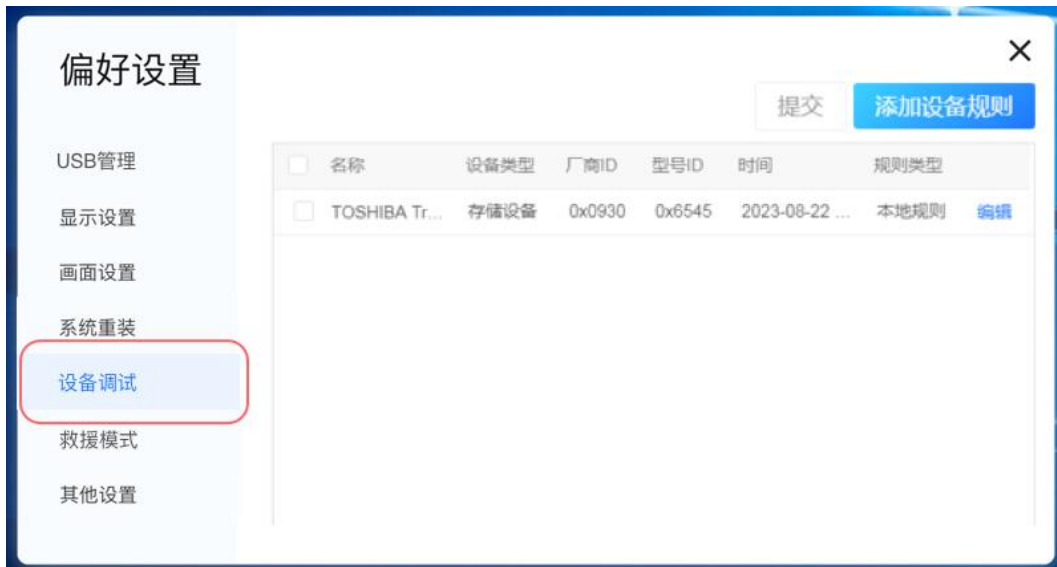 偏好设置
提交 添加设备规则
USB管理
显示设置
画面设置
系统重装
设备调试
救援模式
其他设置
名称 设备类型 厂商ID 型号ID 时间 规则类型
TOSHIBA Tr... 存储设备 0x0930 0x6545 2023-08-22 ... 本地规则 编辑